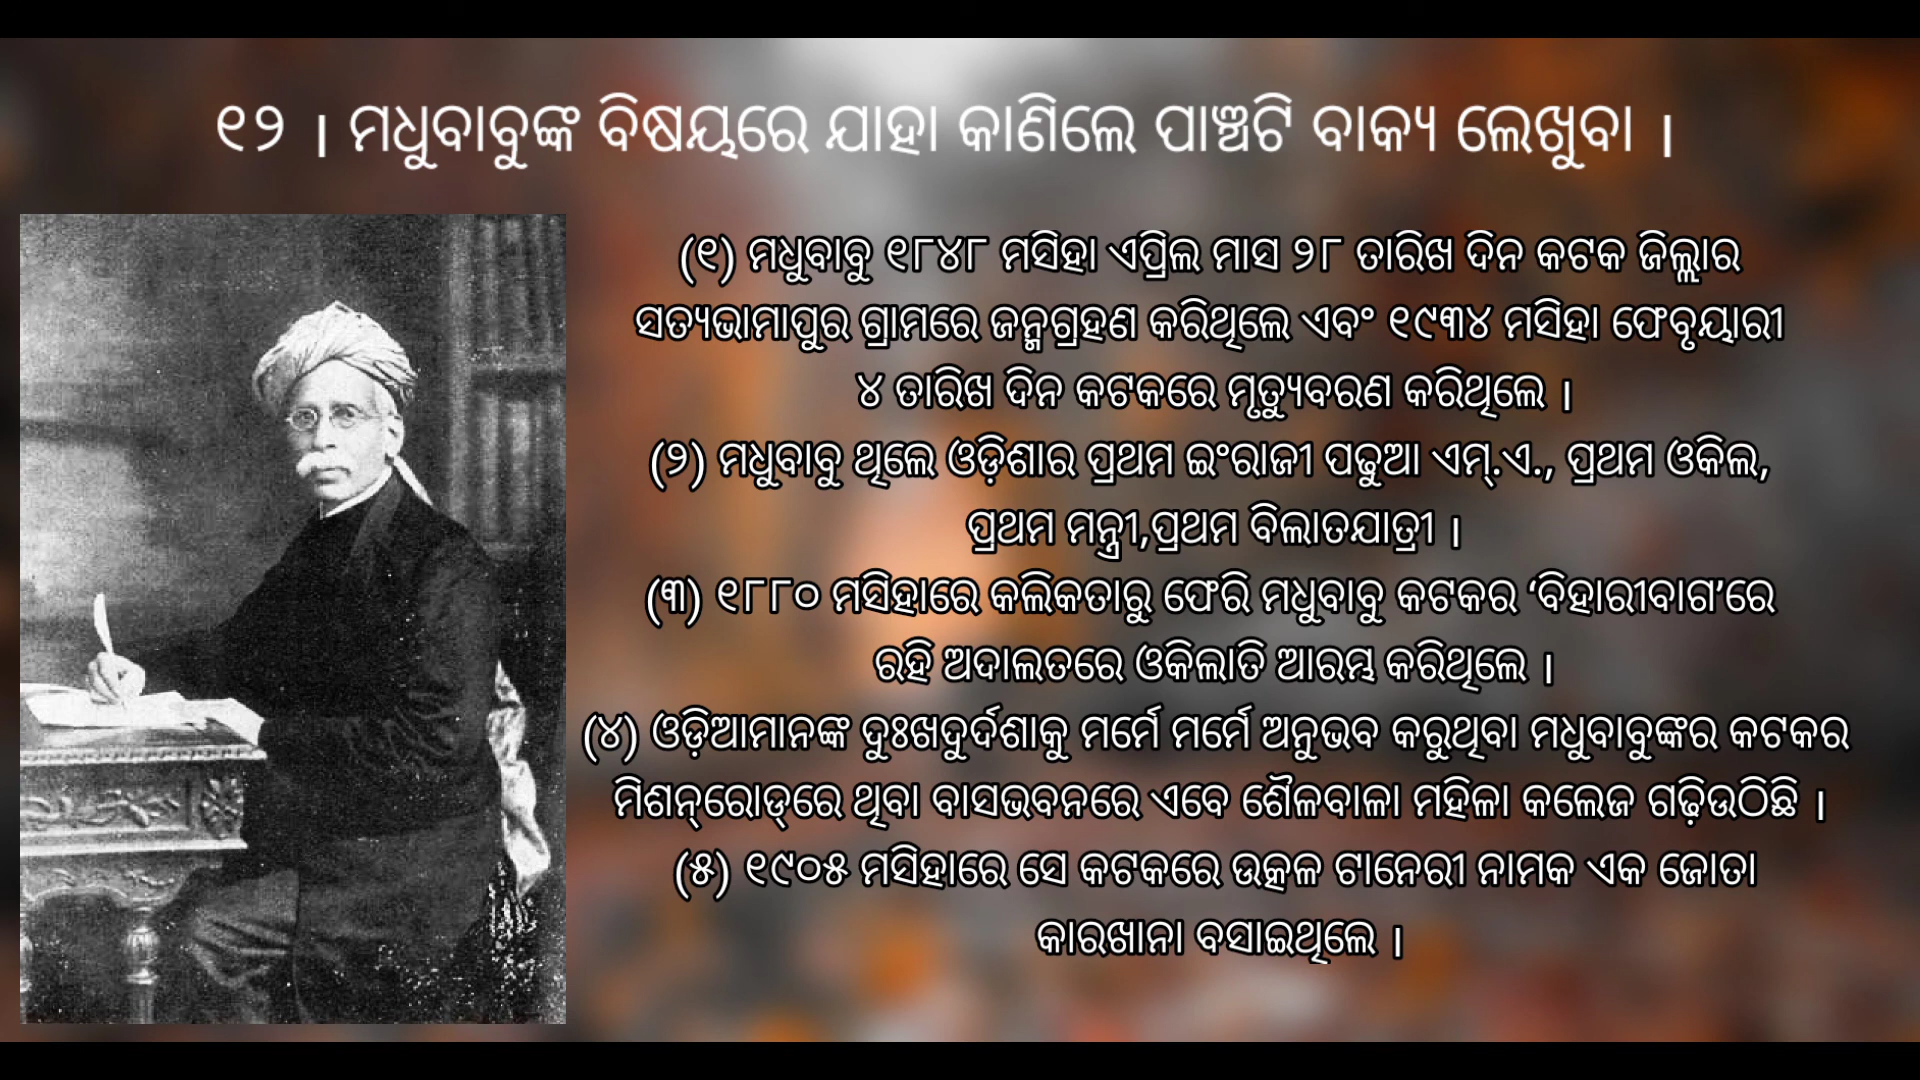 ୧୨ । ମଧୁବାବୁଙ୍କ ବିଷୟରେ ଯାହା କାଣିଲେ ପାଞ୍ଚଟି ବାକ୍ୟ ଲେଖୁବା ।
(୧) ମଧୁବାବୁ ୧୮୪୮ ମସିହା ଏପ୍ରିଲ ମାସ ୨୮ ତାରିଖ ଦିନ କଟକ ଜିଲ୍ଲାର
ସତ୍ୟଭାମାପୁର ଗ୍ରାମରେ ଜନ୍ମଗ୍ରହଣ କରିଥିଲେ ଏବଂ ୧୯୩୪ ମସିହା ଫେବୃୟାରୀ
୪ ତାରିଖ ଦିନ କଟକରେ ମୃତ୍ୟୁବରଣ କରିଥିଲେ ।
(୨) ମଧୁବାବୁ ଥିଲେ ଓଡ଼ିଶାର ପ୍ରଥମ ଇଂରାଜୀ ପଢୁଆ ଏମ୍.ଏ., ପ୍ରଥମ ଓକିଲ,
ପ୍ରଥମ ମନ୍ତ୍ରୀ,ପ୍ରଥମ ବିଲାତଯାତ୍ରୀ ।
(୩) ୧୮୮୦ ମସିହାରେ କଲିକତାରୁ ଫେରି ମଧୁବାବୁ କଟକର ‘ବିହାରୀବାଗ’ରେ
ରହି ଅଦାଲତରେ ଓକିଲାତି ଆରମ୍ଭ କରିଥିଲେ ।
(୪) ଓଡ଼ିଆମାନଙ୍କ ଦୁଃଖଦୁର୍ଦଶାକୁ ମର୍ମେ ମର୍ମେ ଅନୁଭବ କରୁଥିବା ମଧୁବାବୁଙ୍କର କଟକର
ମିଶନ୍‌ରୋଡ୍‌ରେ ଥିବା ବାସଭବନରେ ଏବେ ଶୈଳବାଳା ମହିଳା କଲେଜ ଗଢ଼ିଉଠିଛି ।
(୫) ୧୯୦୫ ମସିହାରେ ସେ କଟକରେ ଉତ୍କଳ ଟାନେରୀ ନାମକ ଏକ ଜୋତା
କାରଖାନା ବସାଇଥିଲେ ।